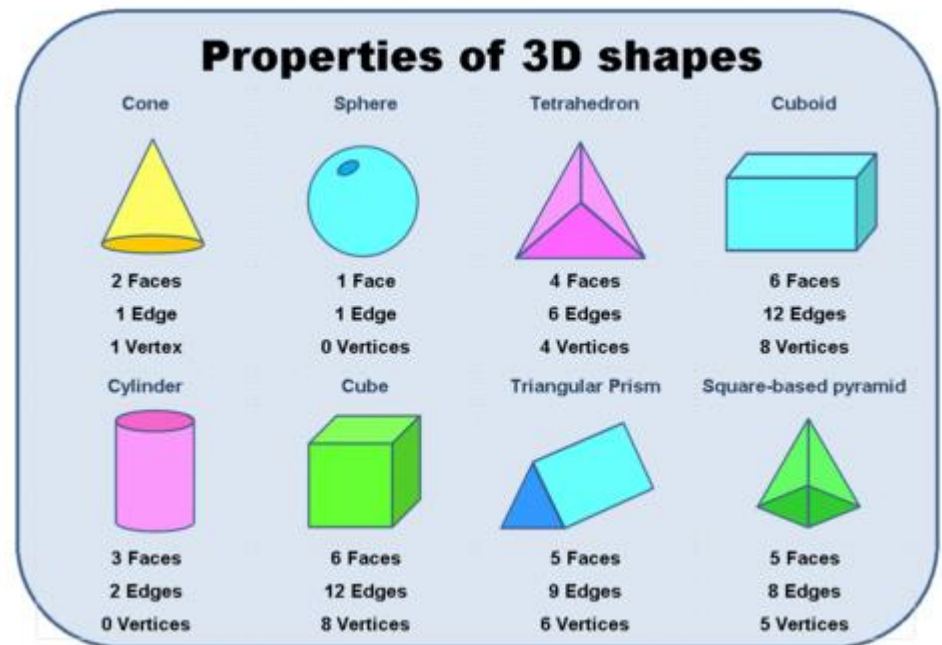 Properties of 3D shapes
Cone Sphere Tetrahedron Cuboid
2 Faces 1 Face 4 Faces 6 Faces
1 Edge 1 Edge 6 Edges 12 Edges
1 Vertex 0 Vertices 4 Vertices 8 Vertices
Cylinder Cube Triangular Prism Square-based pyramid
3 Faces 6 Faces 5 Faces 5 Faces
2 Edges 12 Edges 9 Edges 8 Edges
0 Vertices 8 Vertices 6 Vertices 5 Vertices